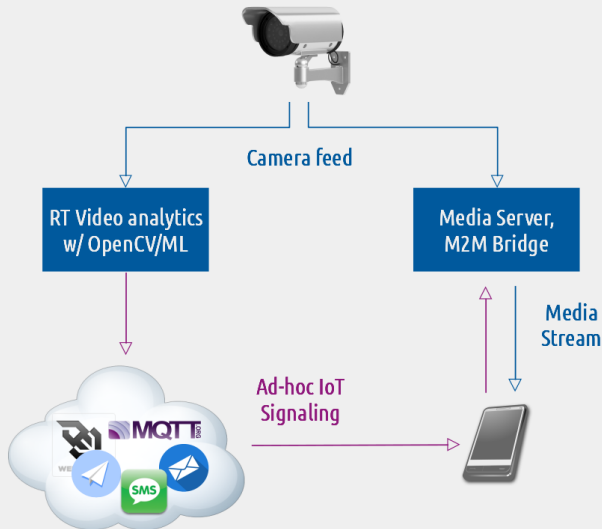 Camera feed
RT Video analytics
w/ OpenCV/ML
Media Server,
M2M Bridge
Media
Stream
Ad-hoc IoT
Signaling
MQTT
.ORG
SMS